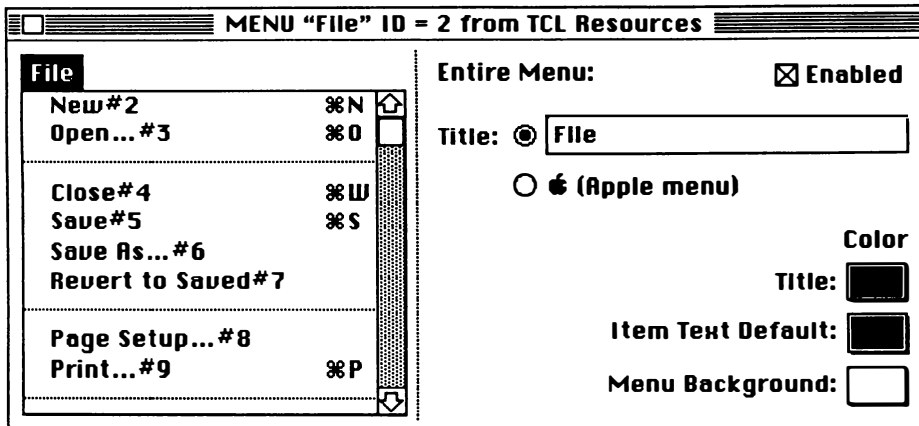 MENU “File” ID = 2 from TCL Resources
File
New#2 ⌘N
Open...#3 ⌘O
Close#4 ⌘W
Save#5 ⌘S
Save As...#6
Revert to Saved#7
Page Setup...#8
Print...#9 ⌘P
Entire Menu: Enabled
Title: File
(Apple menu)
Color
Title:
Item Text Default:
Menu Background: